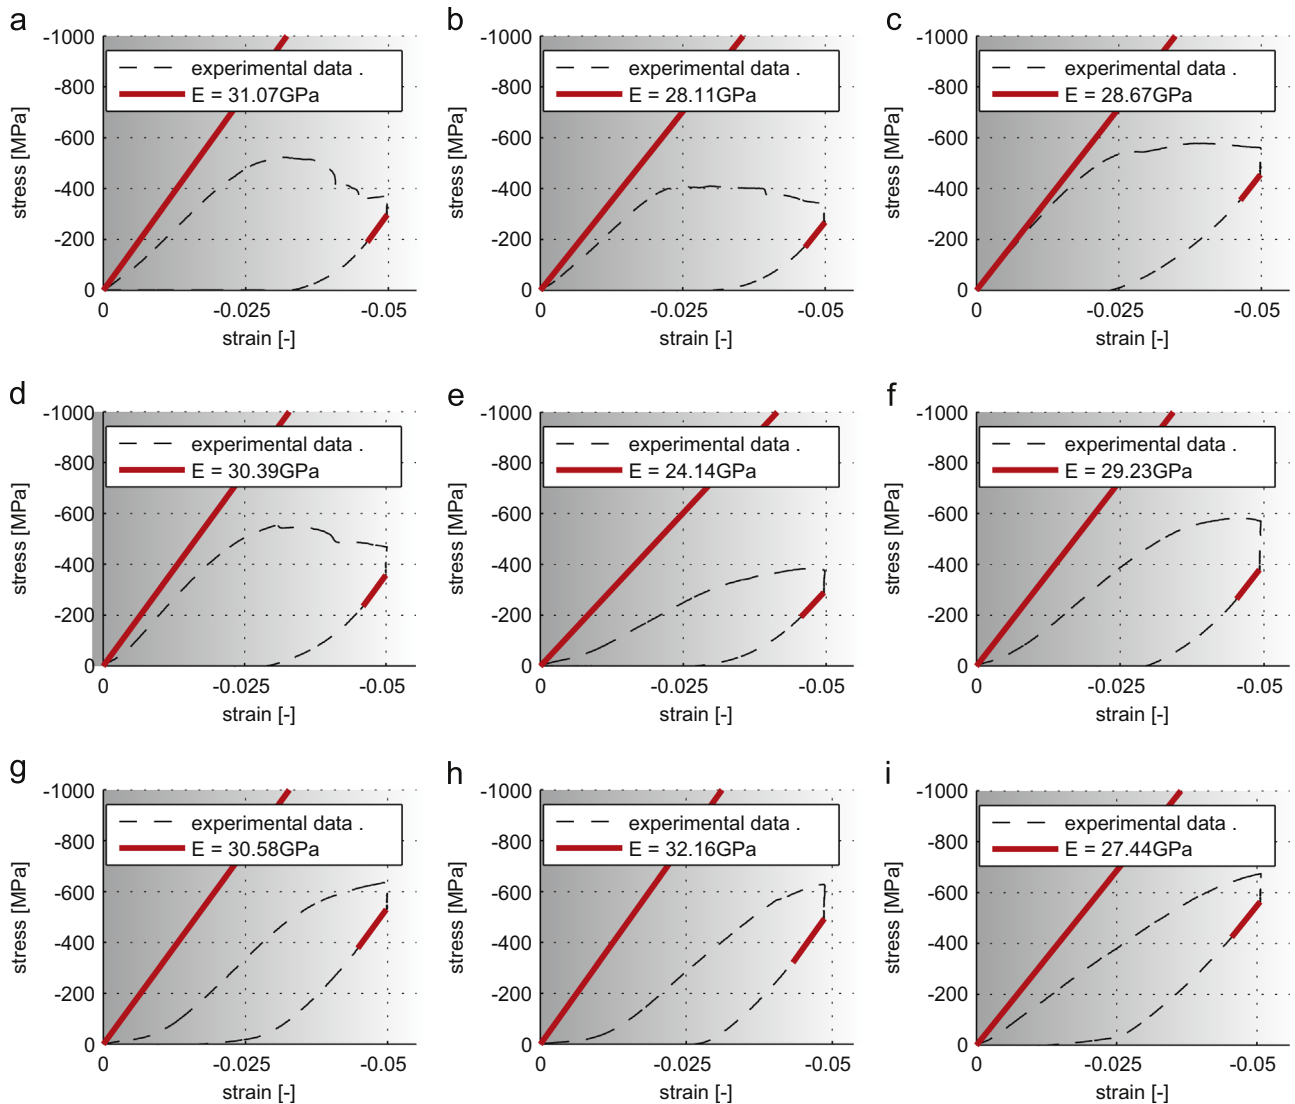 a
-1000
-800
-600
-400
-200
0
stress [MPa]
experimental data .
E = 31.07GPa
0
-0.025
-0.05
strain [-]
b
-1000
-800
-600
-400
-200
0
stress [MPa]
experimental data .
E = 28.11GPa
0
-0.025
-0.05
strain [-]
c
-1000
-800
-600
-400
-200
0
stress [MPa]
experimental data .
E = 28.67GPa
0
-0.025
-0.05
strain [-]
d
-1000
-800
-600
-400
-200
0
stress [MPa]
experimental data .
E = 30.39GPa
0
-0.025
-0.05
strain [-]
e
-1000
-800
-600
-400
-200
0
stress [MPa]
experimental data .
E = 24.14GPa
0
-0.025
-0.05
strain [-]
f
-1000
-800
-600
-400
-200
0
stress [MPa]
experimental data .
E = 29.23GPa
0
-0.025
-0.05
strain [-]
g
-1000
-800
-600
-400
-200
0
stress [MPa]
experimental data .
E = 30.58GPa
0
-0.025
-0.05
strain [-]
h
-1000
-800
-600
-400
-200
0
stress [MPa]
experimental data .
E = 32.16GPa
0
-0.025
-0.05
strain [-]
i
-1000
-800
-600
-400
-200
0
stress [MPa]
experimental data .
E = 27.44GPa
0
-0.025
-0.05
strain [-]